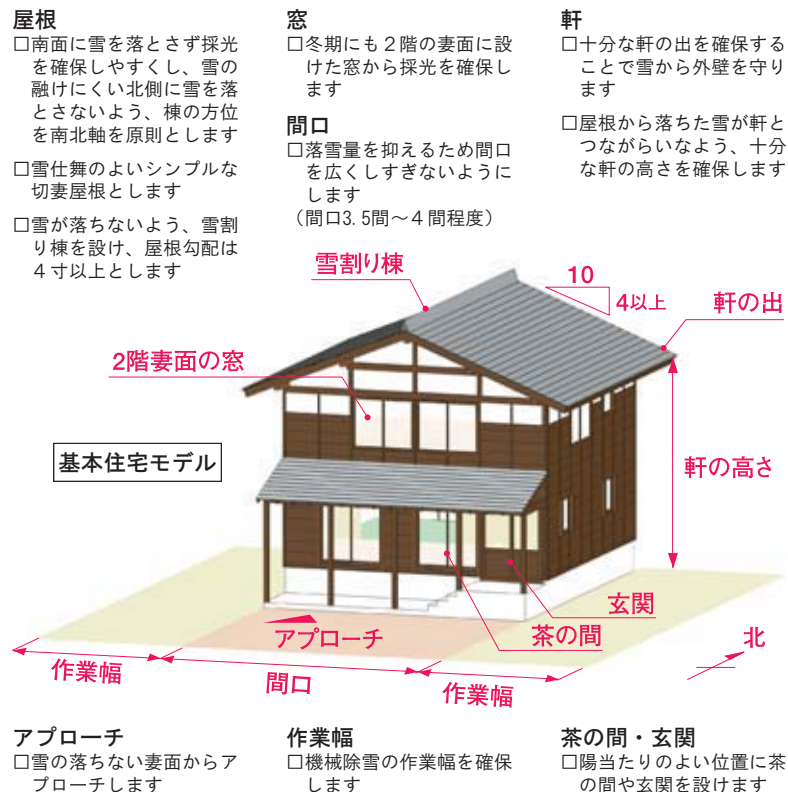 屋根
□南面に雪を落とさず採光
を確保しやすくし、雪の
融けにくい北側に雪を落
とさないよう、棟の方位
を南北軸を原則とします
□雪仕舞のよいシンプルな
切妻屋根とします
□雪が落ちないよう、雪割
り棟を設け、屋根勾配は
４寸以上とします
窓
□冬期にも２階の妻面に設
けた窓から採光を確保し
ます
間口
□落雪量を抑えるため間口
を広くしすぎないように
します
（間口3.5間～４間程度）
軒
□十分な軒の出を確保する
ことで雪から外壁を守り
ます
□屋根から落ちた雪が軒と
つながらいなよう、十分
な軒の高さを確保します
雪割り棟
10
4以上
軒の出
2階妻面の窓
基本住宅モデル
軒の高さ
玄関
茶の間
アプローチ
北
作業幅
間口
作業幅
アプローチ
□雪の落ちない妻面からア
プローチします
作業幅
□機械除雪の作業幅を確保
します
茶の間・玄関
□陽当たりのよい位置に茶
の間や玄関を設けます